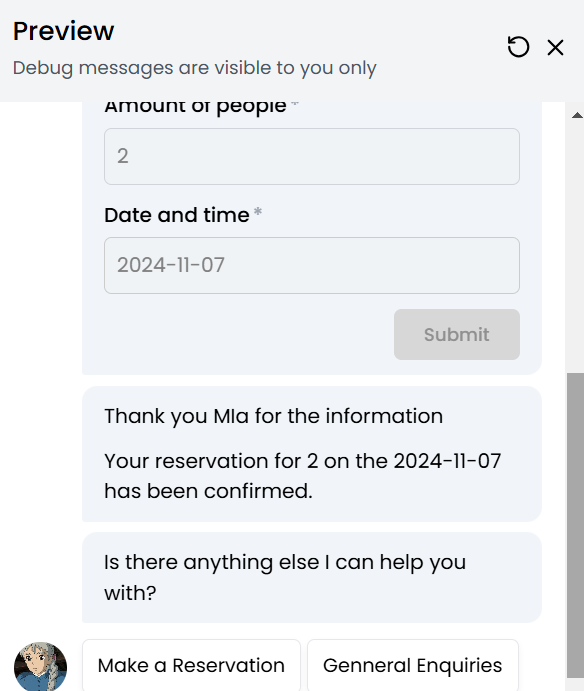 Preview
Debug messages are visible to you only
Amount of people *
2
Date and time *
2024-11-07
Submit
Thank you MIa for the information
Your reservation for 2 on the 2024-11-07
has been confirmed.
Is there anything else I can help you
with?
Make a Reservation
Genneral Enquiries